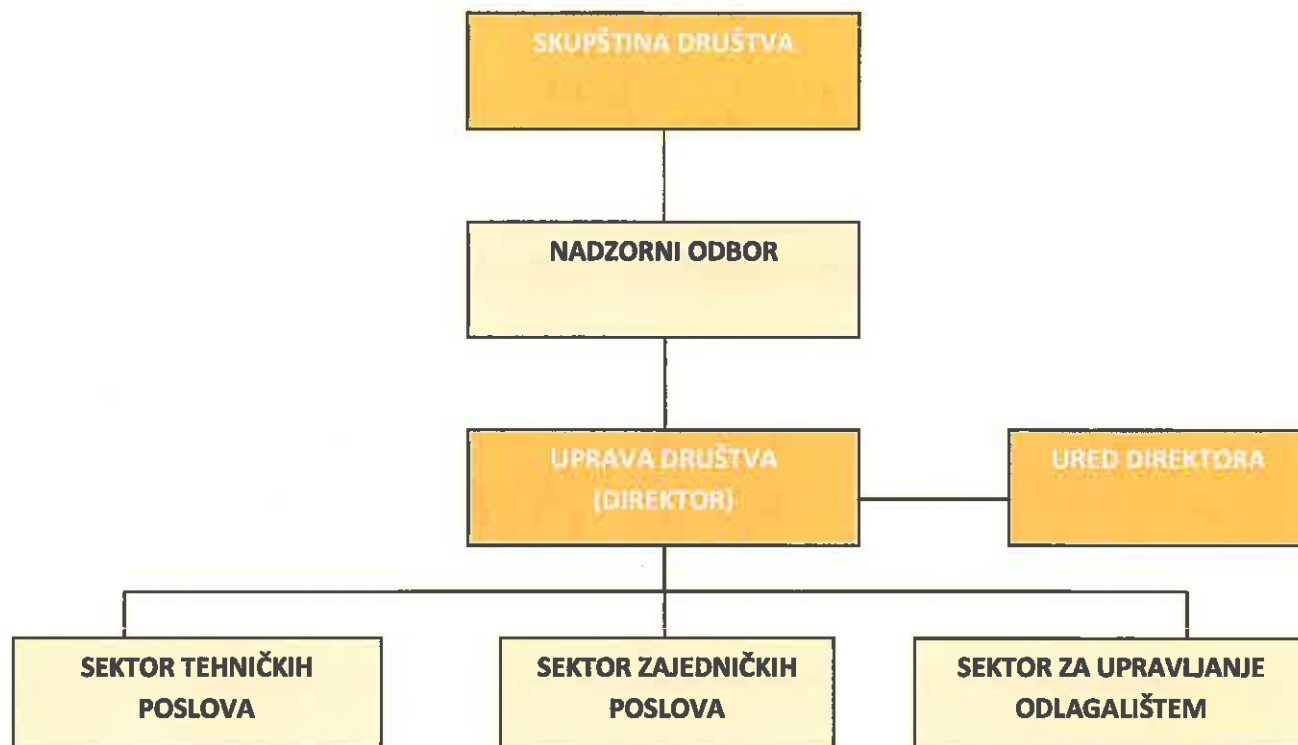 SKUPŠTINA DRUŠTVA
NADZORNI ODBOR
UPRAVA DRUŠTVA
(DIREKTOR)
URED DIREKTORA
SEKTOR TEHNIČKIH
POSLOVA
SEKTOR ZAJEDNIČKIH
POSLOVA
SEKTOR ZA UPRAVLJANJE
ODLAGALIŠTEM